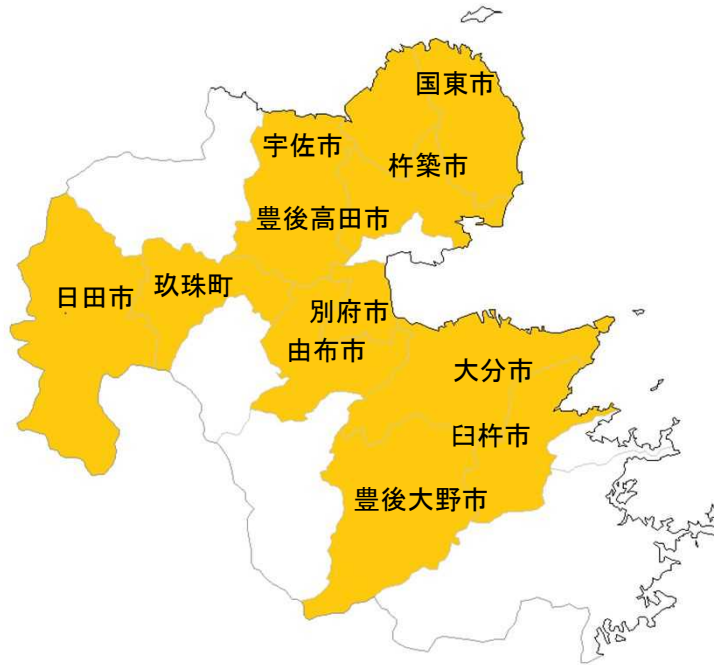 国東市
宇佐市
杵築市
豊後高田市
玖珠町
日田市
別府市
由布市
大分市
臼杵市
豊後大野市